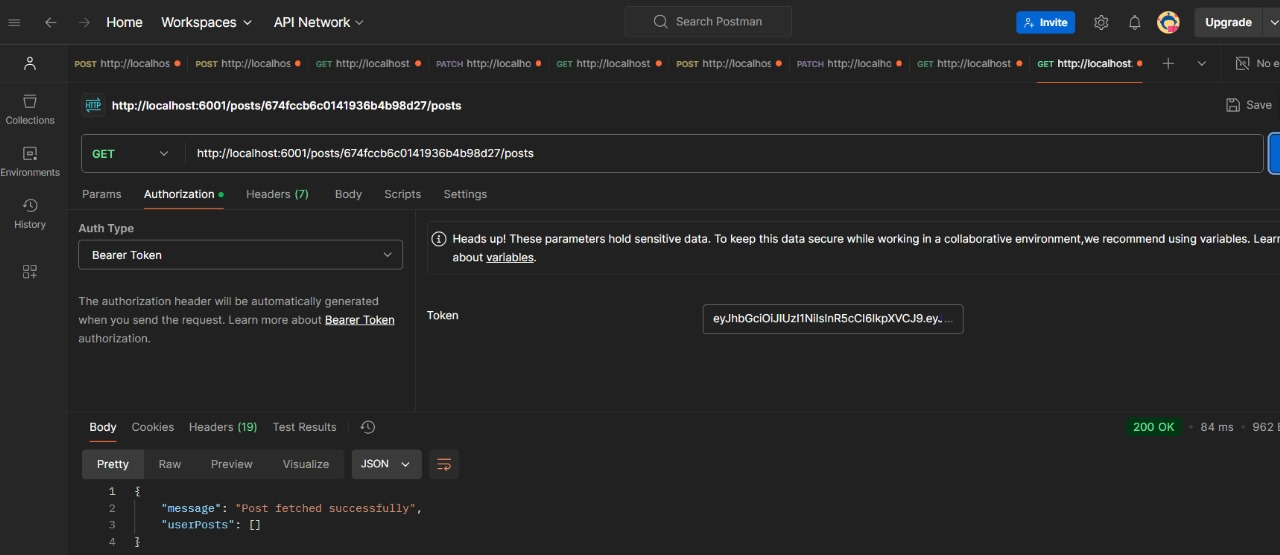 Home Workspaces API Network Search Postman Invite Upgrade
POST http://localhos POST http://localhos GET http://localhost PATCH http://localho GET http://localhost POST http://localhos PATCH http://localho GET http://localhost GET http://localhost. No e
HTTP http://localhost:6001/posts/674fccb6c0141936b4b98d27/posts Save
Collections
GET http://localhost:6001/posts/674fccb6c0141936b4b98d27/posts
Environments
Params Authorization Headers (7) Body Scripts Settings
History
Auth Type
Bearer Token
Heads up! These parameters hold sensitive data. To keep this data secure while working in a collaborative environment,we recommend using variables. Lear
about variables.
The authorization header will be automatically generated
when you send the request. Learn more about Bearer Token
authorization.
Token
Body Cookies Headers (19) Test Results 200 OK 84 ms 962
Pretty Raw Preview Visualize JSON
1 {
2 "message": "Post fetched successfully",
3 "userPosts": []
4 }